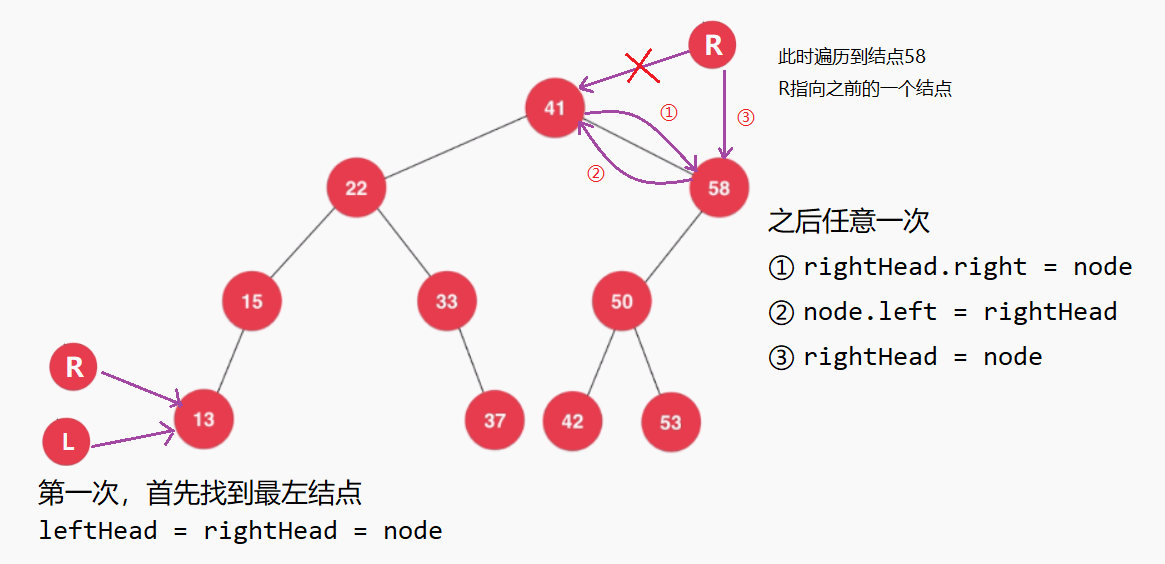 R
此时遍历到结点58
R指向之前的一个结点
41
①
③
②
22
58
之后任意一次
① rightHead.right = node
② node.left = rightHead
③ rightHead = node
15
33
50
R
13
37
42
53
L
第一次，首先找到最左结点
leftHead = rightHead = node